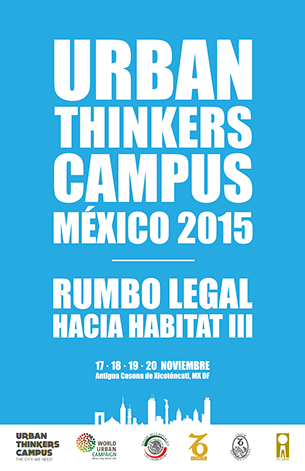 URBAN
THINKERS
CAMPUS
MÉXICO 2015
RUMBO LEGAL
HACIA HABITAT III
17 · 18 · 19 · 20 NOVIEMBRE
Antigua Casona de Xicoténcatl, MX DF
URBAN
THINKERS
CAMPUS
THE CITY WE NEED
WORLD
URBAN
CAMPAIGN